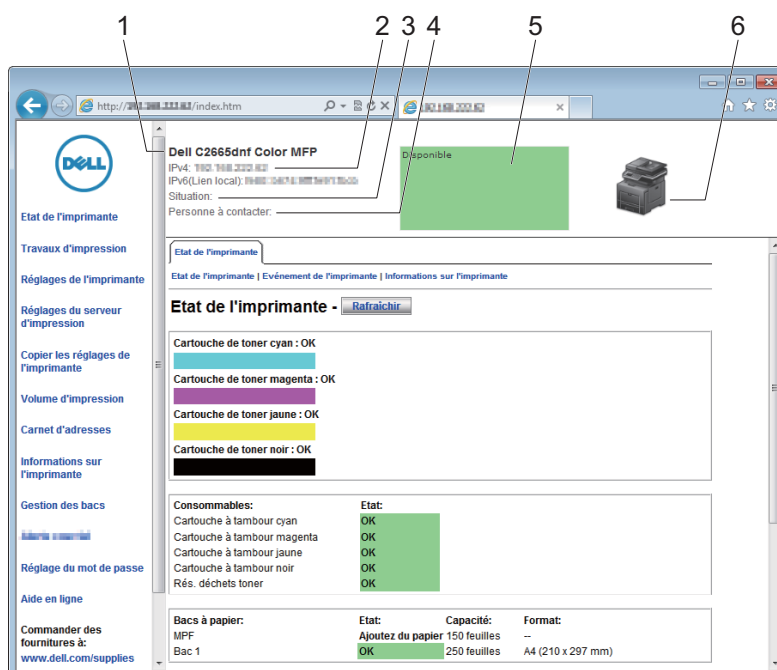 1 2 3 4 5 6
http:// /index.htm
DELL
Etat de l'imprimante
Travaux d'impression
Réglages de l'imprimante
Réglages du serveur
d'impression
Copier les réglages de
l'imprimante
Volume d'impression
Carnet d'adresses
Informations sur
l'imprimante
Gestion des bacs
Réglage du mot de passe
Aide en ligne
Commander des
fournitures à:
www.dell.com/supplies
Dell C2665dnf Color MFP
IPv4:
IPv6(Lien local):
Situation:
Personne à contacter:
Disponible
Etat de l'imprimante
Etat de l'imprimante | Evénement de l'imprimante | Informations sur l'imprimante
Etat de l'imprimante - Rafraîchir
Cartouche de toner cyan : OK
Cartouche de toner magenta : OK
Cartouche de toner jaune : OK
Cartouche de toner noir : OK
Consommables: Etat:
Cartouche à tambour cyan OK
Cartouche à tambour magenta OK
Cartouche à tambour jaune OK
Cartouche à tambour noir OK
Rés. déchets toner OK
Bacs à papier: Etat: Capacité: Format:
MPF Ajoutez du papier 150 feuilles --
Bac 1 OK 250 feuilles A4 (210 x 297 mm)